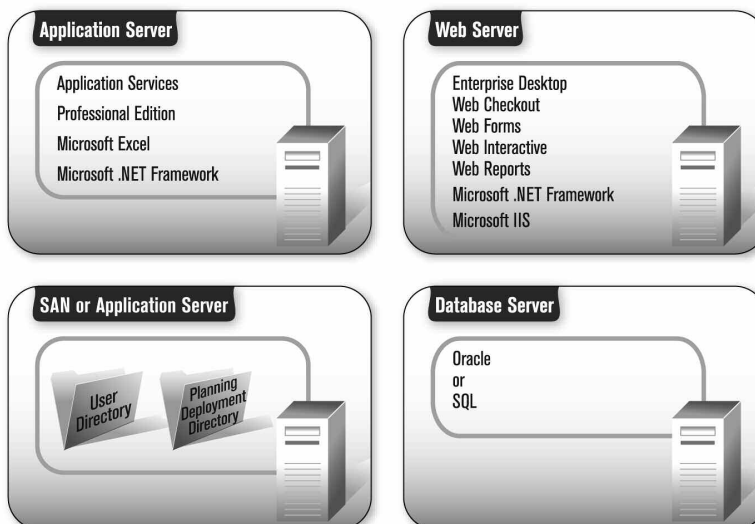 Application Server
Application Services
Professional Edition
Microsoft Excel
Microsoft .NET Framework
Web Server
Enterprise Desktop
Web Checkout
Web Forms
Web Interactive
Web Reports
Microsoft .NET Framework
Microsoft IIS
SAN or Application Server
User
Directory
Planning
Deployment
Directory
Database Server
Oracle
or
SQL